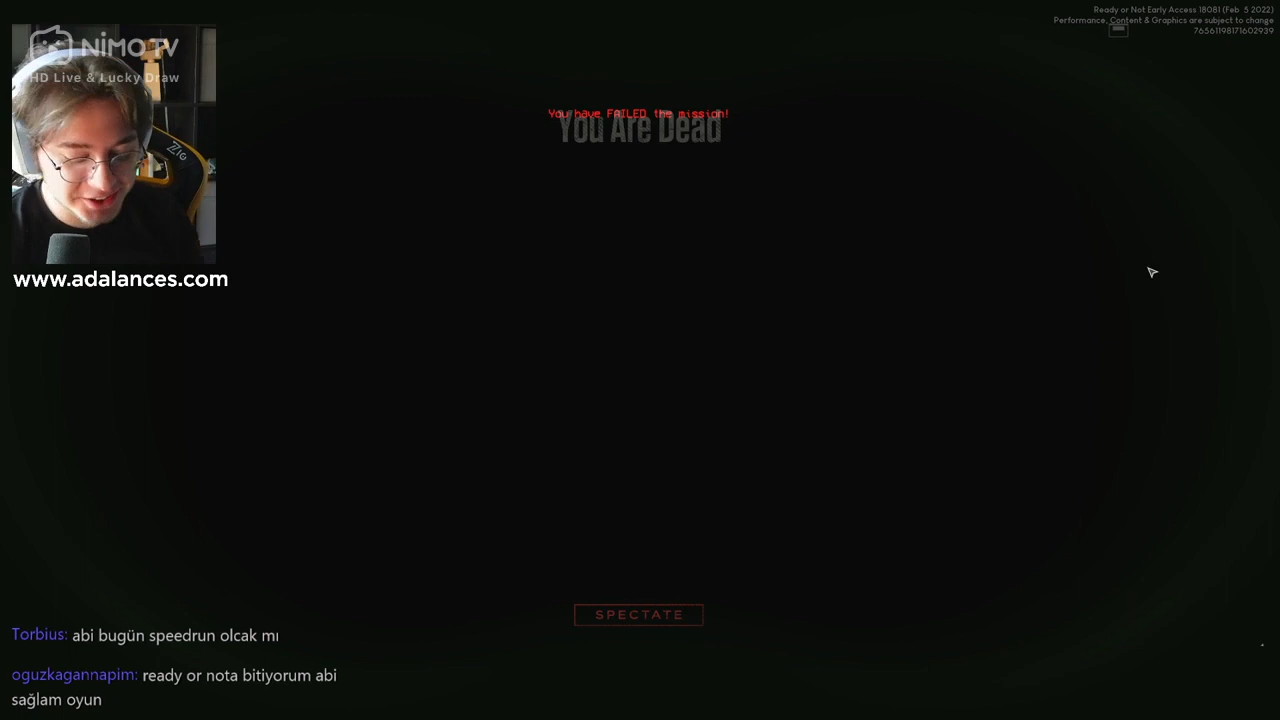 Ready or Not Early Access 18081 (Feb 5 2022)
Performance, Content & Graphics are subject to change
76561198171602939
NIMO TV
HD Live & Lucky Draw
ZIG
You have FAILED the mission!
You Are Dead
www.adalances.com
SPECTATE
Torbius: abi bugün speedrun olcak mı
oguzkagannapim: ready or nota bitiyorum abi
sağlam oyun